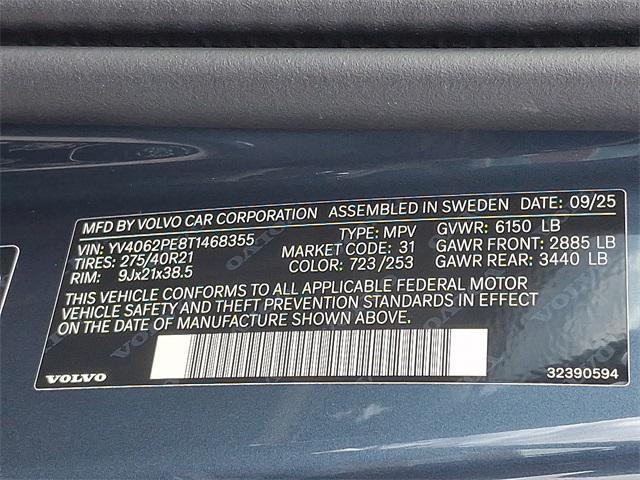 MFD BY VOLVO CAR CORPORATION ASSEMBLED IN SWEDEN DATE: 09/25
VIN: YV4062PE8T1468355 TYPE: MPV GVWR: 6150 LB
TIRES: 275/40R21 MARKET CODE: 31 GAWR FRONT: 2885 LB
RIM: 9Jx21x38.5 COLOR: 723/253 GAWR REAR: 3440 LB
THIS VEHICLE CONFORMS TO ALL APPLICABLE FEDERAL MOTOR
VEHICLE SAFETY AND THEFT PREVENTION STANDARDS IN EFFECT
ON THE DATE OF MANUFACTURE SHOWN ABOVE.
VOLVO 32390594